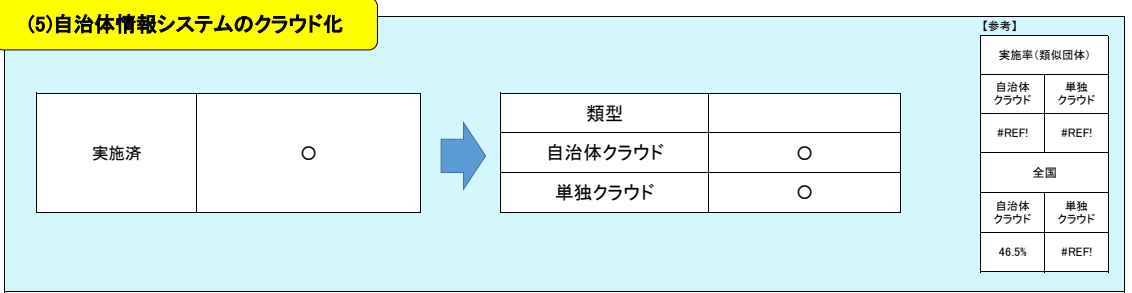 (5)自治体情報システムのクラウド化
実施済
○
類型
自治体クラウド
○
単独クラウド
○
【参考】
実施率(類似団体)
自治体
クラウド
単独
クラウド
#REF!
#REF!
全国
自治体
クラウド
単独
クラウド
46.5%
#REF!